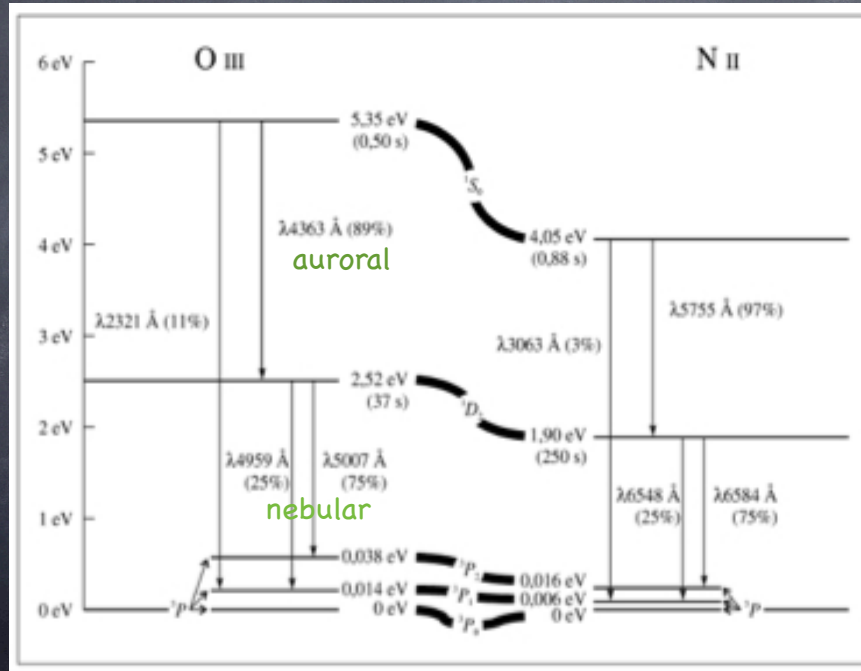 O III
N II
6 eV
5 eV
4 eV
3 eV
2 eV
1 eV
0 eV
5,35 eV
(0,50 s)
¹S₀
4,05 eV
(0,88 s)
λ4363 Å (89%)
auroral
λ2321 Å (11%)
λ5755 Å (97%)
λ3063 Å (3%)
2,52 eV
(37 s)
1,90 eV
(250 s)
λ4959 Å
(25%)
λ5007 Å
(75%)
nebular
λ6548 Å
(25%)
λ6584 Å
(75%)
0,038 eV
0,014 eV
0 eV
0,016 eV
0,006 eV
0 eV